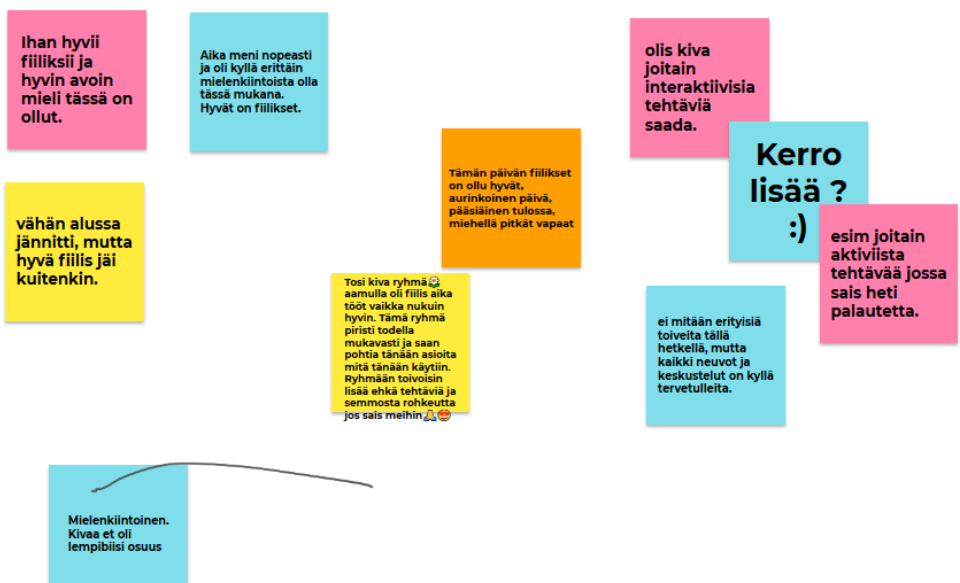 Ihan hyvii
fiiliksii ja
hyvin avoin
mieli tässä on
ollut.
Aika meni nopeasti
ja oli kyllä erittäin
mielenkiintoista olla
tässä mukana.
Hyvät on fiilikset.
olis kiva
joitain
interaktiivisia
tehtäviä
saada.
Kerro
lisää ?
:)
esim joitain
aktiviista
tehtävää jossa
sais heti
palautetta.
Tämän päivän fiilikset
on ollu hyvät,
aurinkoinen päivä,
pääsiäinen tulossa,
miehellä pitkät vapaat
vähän alussa
jännitti, mutta
hyvä fiilis jäi
kuitenkin.
Tosi kiva ryhmä
aamulla oli fiilis aika
tööt vaikka nukuin
hyvin. Tämä ryhmä
piristi todella
mukavasti ja saan
pohtia tänään asioita
mitä tänään käytiin.
Ryhmään toivoisin
lisää ehkä tehtäviä ja
semmosta rohkeutta
jos sais meihin🙏😍
ei mitään erityisiä
toiveita tällä
hetkellä, mutta
kaikki neuvot ja
keskustelut on kyllä
tervetulleita.
Mielenkiintoinen.
Kivaa et oli
lempibiisi osuus